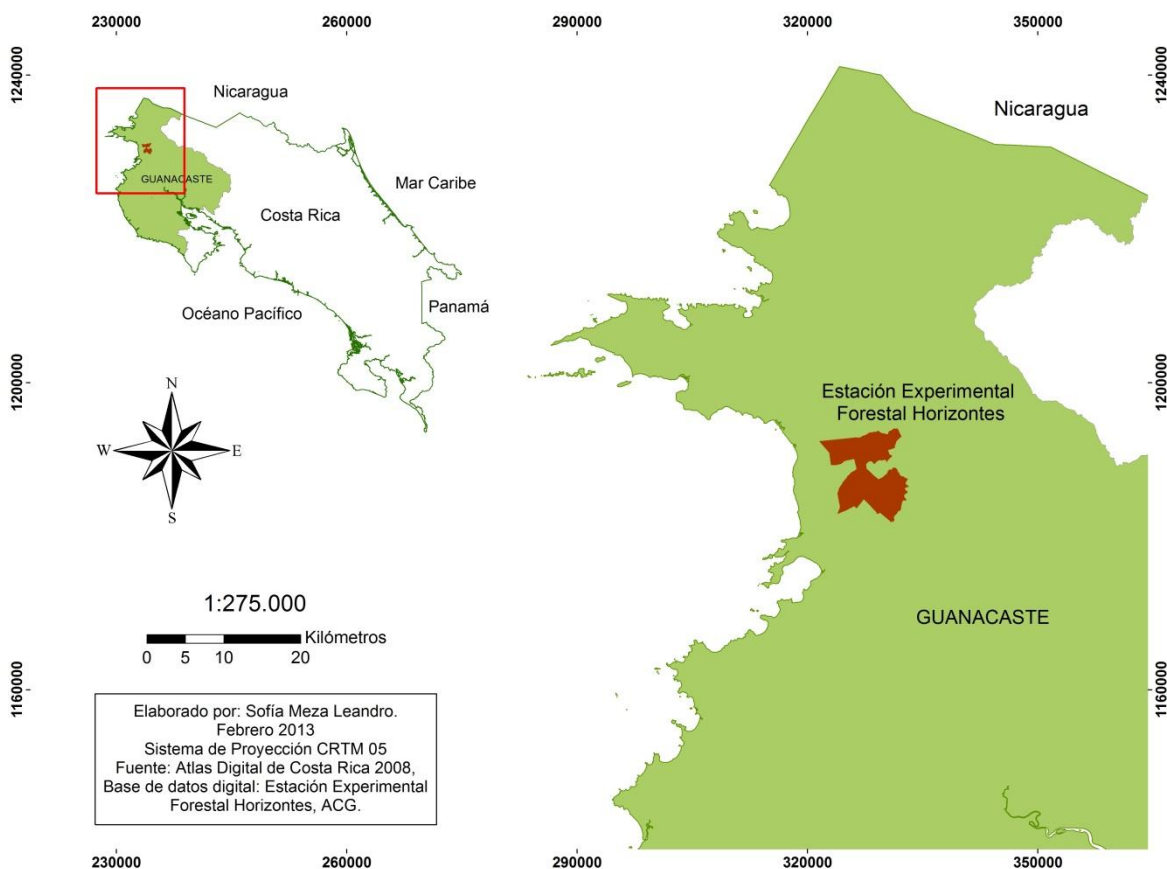 230000
260000
290000
320000
350000
1240000
1240000
Nicaragua
GUANACASTE
Mar Caribe
Costa Rica
Océano Pacífico
Panamá
Nicaragua
1200000
1200000
Estación Experimental
Forestal Horizontes
N
W
E
S
GUANACASTE
1:275.000
Kilómetros
0 5 10 20
1160000
1160000
Elaborado por: Sofía Meza Leandro.
Febrero 2013
Sistema de Proyección CRTM 05
Fuente: Atlas Digital de Costa Rica 2008,
Base de datos digital: Estación Experimental
Forestal Horizontes, ACG.
230000
260000
290000
320000
350000